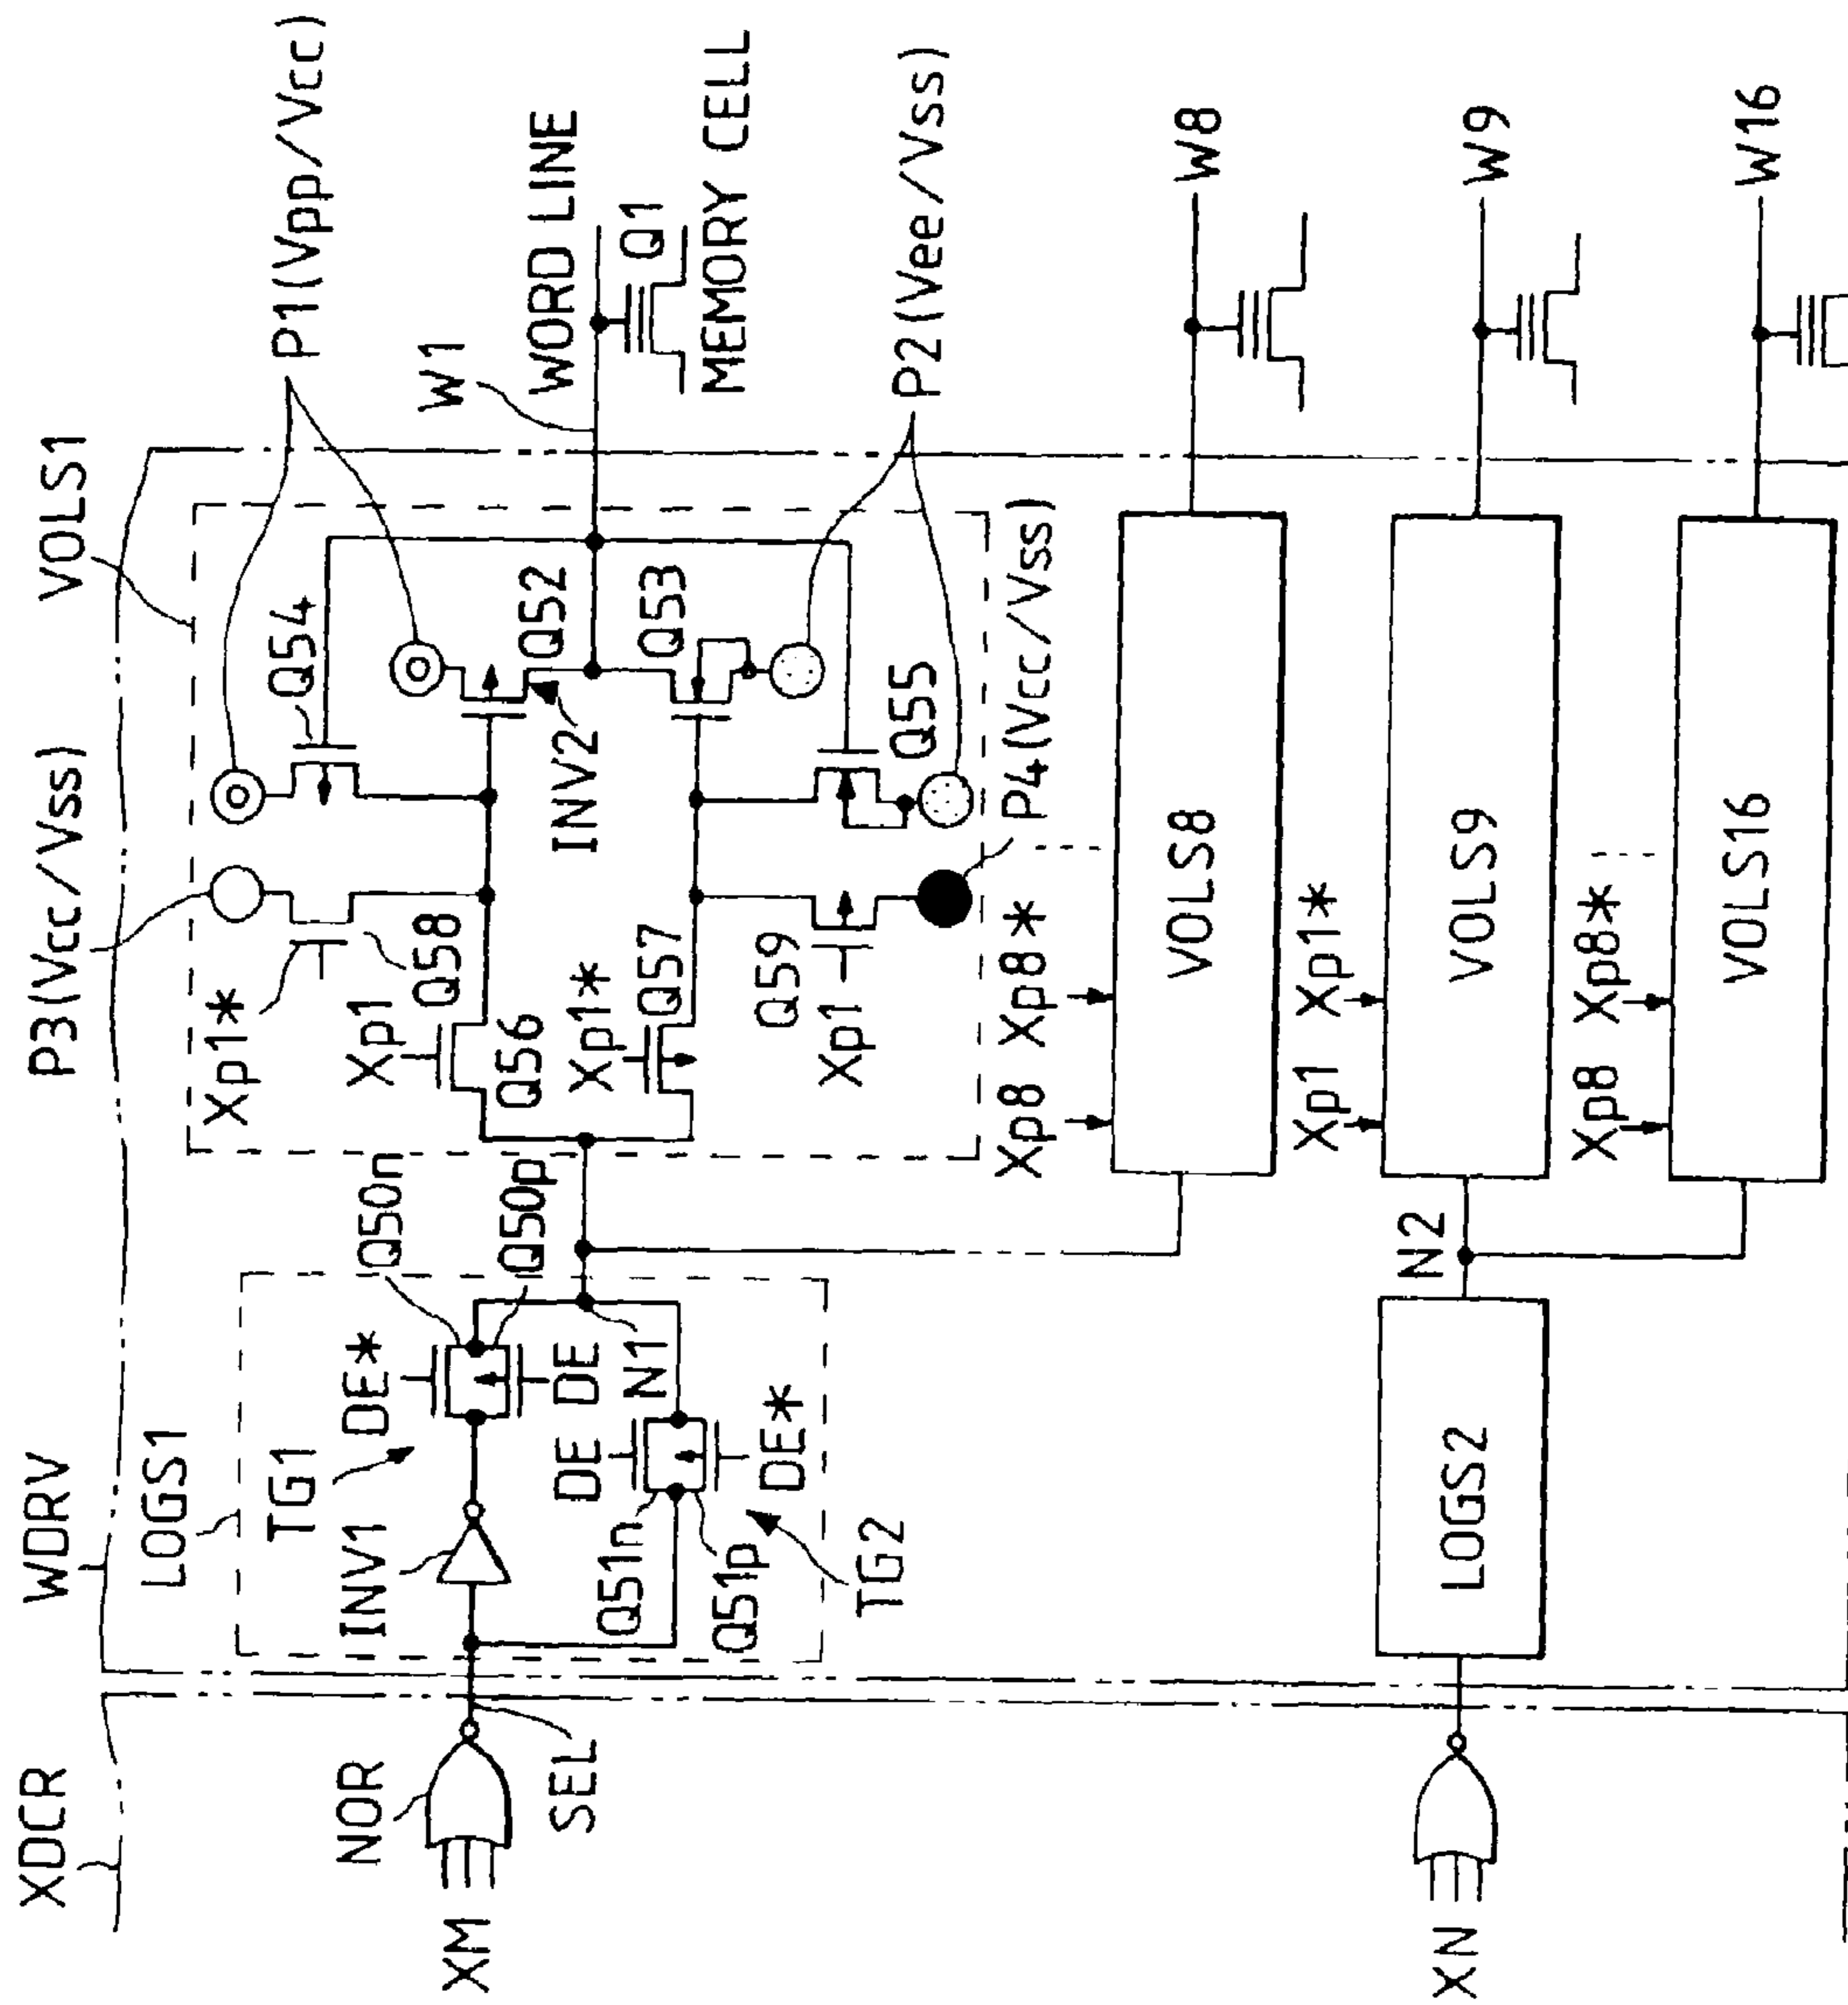 XDCR
WDRV
P3(Vcc/Vss)
VOLS1
P1(Vpp/Vcc)
LOGS1
Xp1*
Q54
W1
WORD LINE
Q1
MEMORY CELL
NOR
TG1
INV1
DE*
Q50n
Q50p
Xp1
Q58
Q56
Xp1*
Q57
INV2
Q52
Q53
XM
SEL
Q51n
Q51p
DE
DE
N1
DE*
TG2
Q59
Xp1
Q55
P2(Vee/Vss)
P4(Vcc/Vss)
Xp8
Xp8*
VOLS8
W8
Xp1
Xp1*
N2
VOLS9
W9
XN
LOGS2
Xp8
Xp8*
VOLS16
W16